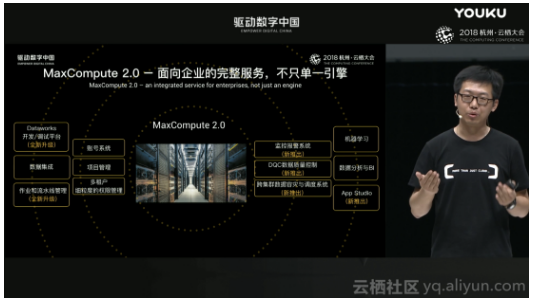 YOUKU
驱动数字中国
EMPOWER DIGITAL CHINA
2018 杭州·云栖大会
THE COMPUTING CONFERENCE
驱动数字中国
EMPOWER DIGITAL CHINA
2018 杭州·云栖大会
THE COMPUTING CONFERENCE
MaxCompute 2.0 – 面向企业的完整服务，不只单一引擎
MaxCompute 2.0 – an integrated service for enterprises, not just an engine
Dataworks
开发/调试平台
(全新升级)
数据集成
作业和流水线管理
(全新升级)
账号系统
项目管理
多租户
细粒度的权限管理
MaxCompute 2.0
监控报警系统
(新推出)
DQC数据质量控制
(新推出)
跨集群数据容灾与调度系统
(新推出)
机器学习
数据分析与BI
App Studio
(新推出)
MORE THAN JUST CLOUD
云栖社区 yq.aliyun.com